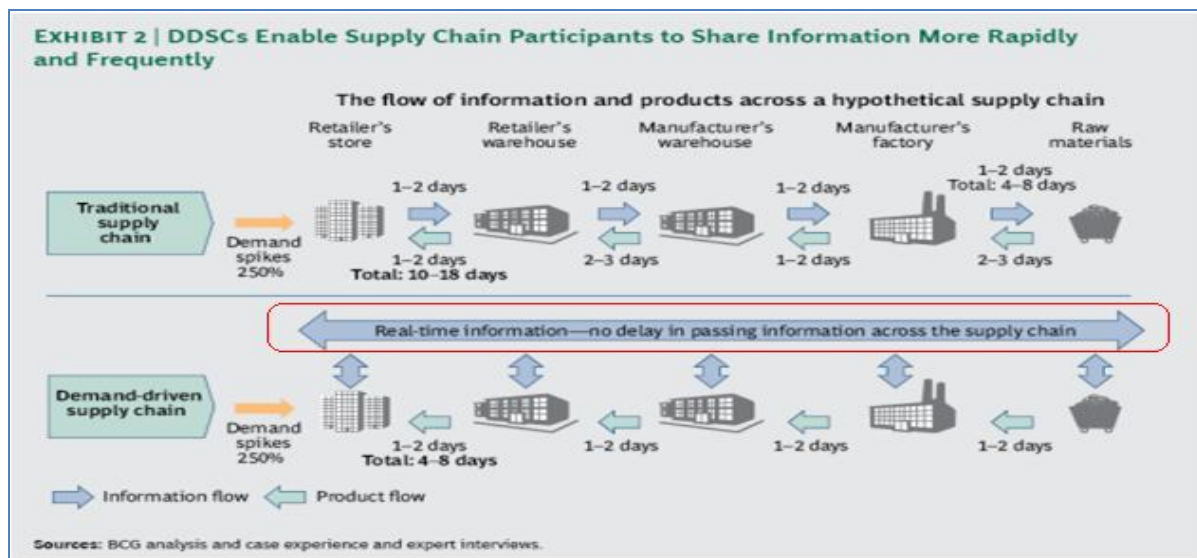 EXHIBIT 2 | DDSCs Enable Supply Chain Participants to Share Information More Rapidly
and Frequently
The flow of information and products across a hypothetical supply chain
Retailer's
store
Retailer's
warehouse
Manufacturer's
warehouse
Manufacturer's
factory
Raw
materials
Traditional
supply
chain
Demand
spikes
250%
1–2 days
1–2 days
1–2 days
1–2 days
Total: 4–8 days
1–2 days
Total: 10–18 days
2–3 days
1–2 days
2–3 days
Real-time information—no delay in passing information across the supply chain
Demand-driven
supply chain
Demand
spikes
250%
1–2 days
Total: 4–8 days
1–2 days
1–2 days
1–2 days
Information flow
Product flow
Sources: BCG analysis and case experience and expert interviews.